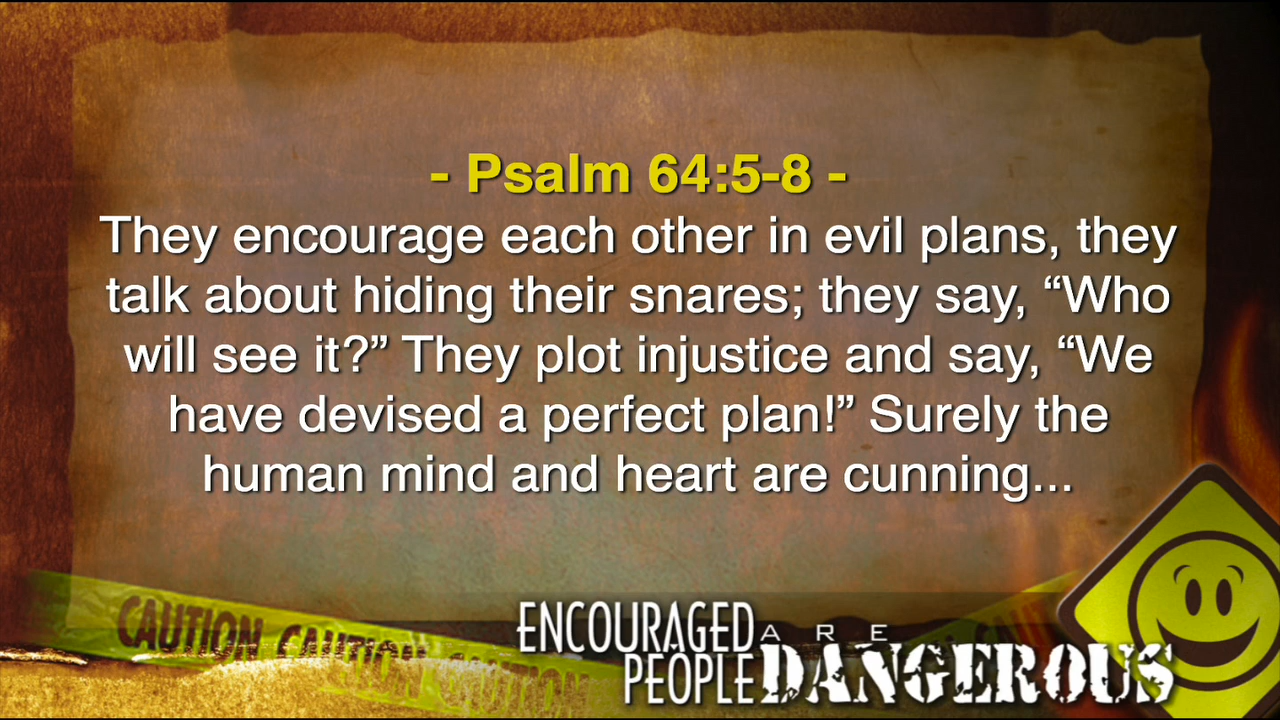 - Psalm 64:5-8 -
They encourage each other in evil plans, they
talk about hiding their snares; they say, “Who
will see it?” They plot injustice and say, “We
have devised a perfect plan!” Surely the
human mind and heart are cunning...
CAUTION CAUTION CAUTION
ENCOURAGED ARE
PEOPLE DANGEROUS